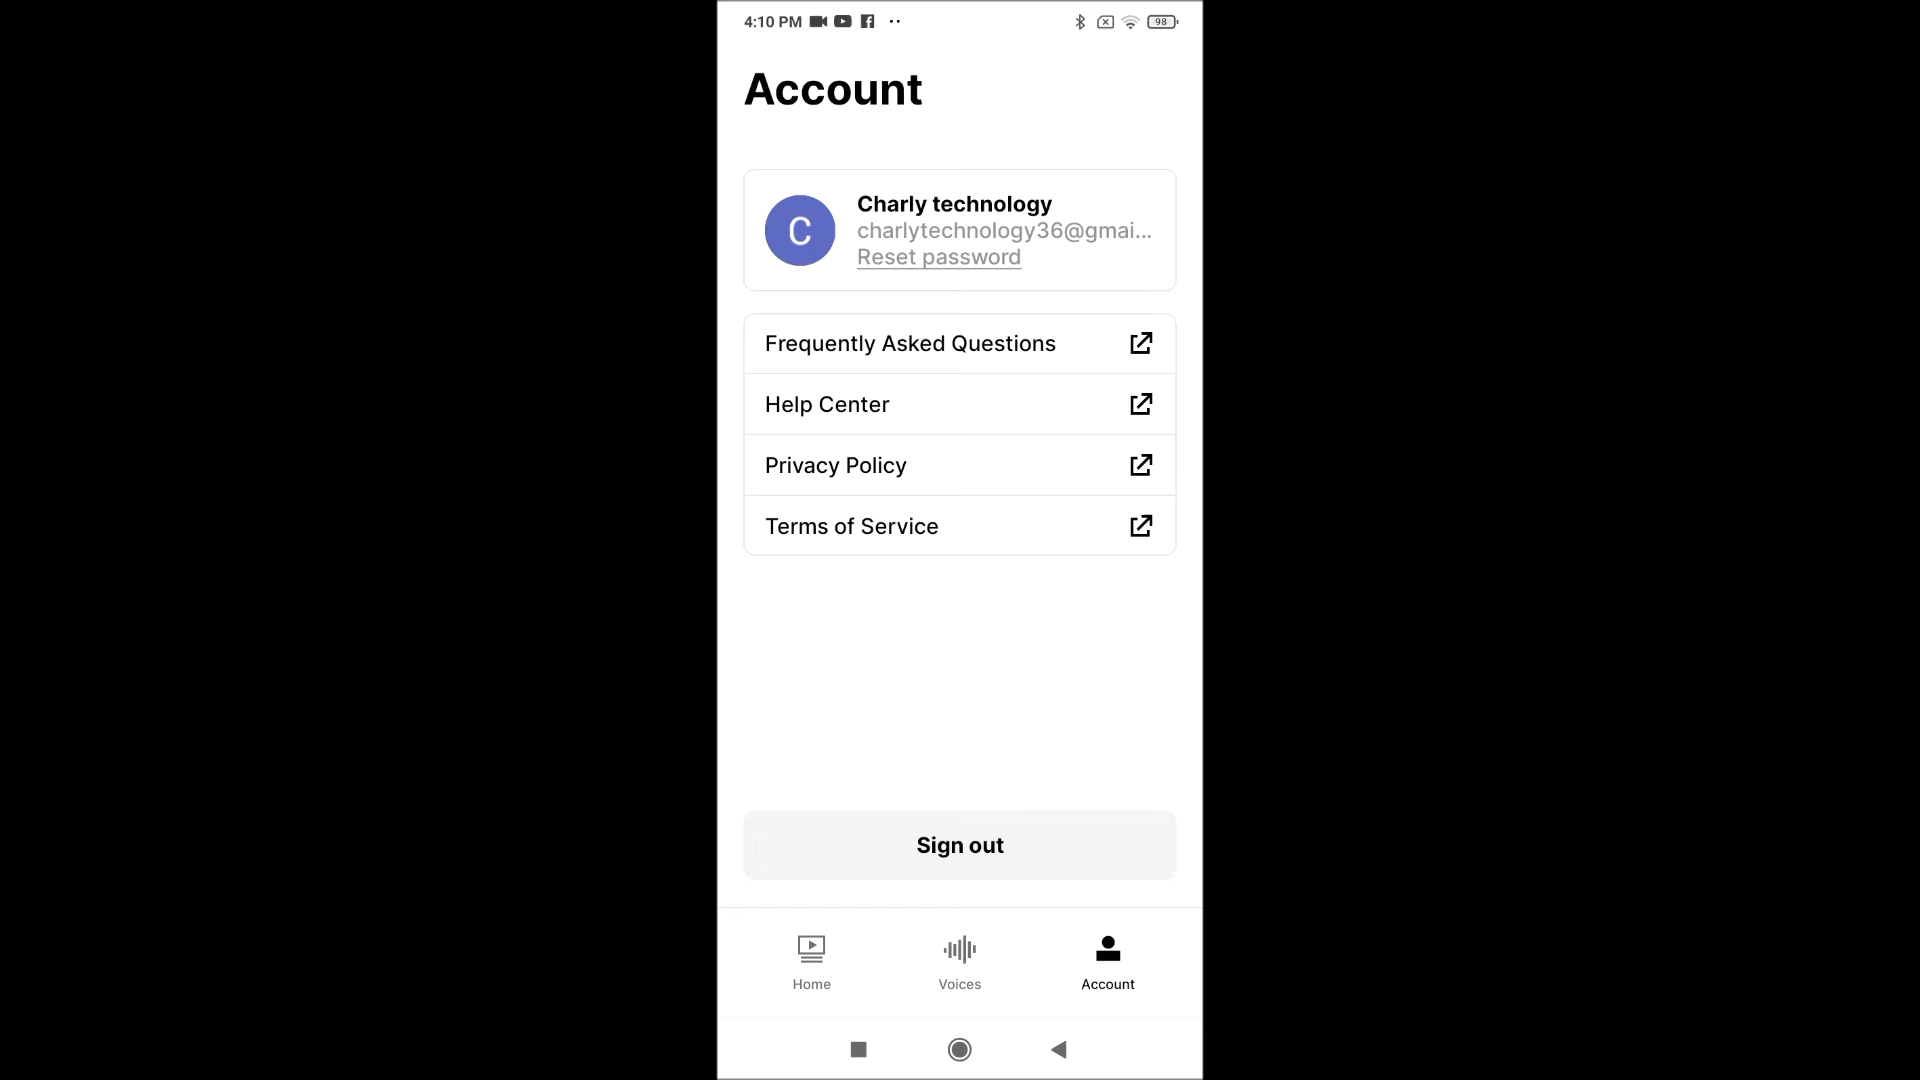 4:10 PM
98
Account
C
Charly technology
charlytechnology36@gmai...
Reset password
Frequently Asked Questions
Help Center
Privacy Policy
Terms of Service
Sign out
Home
Voices
Account